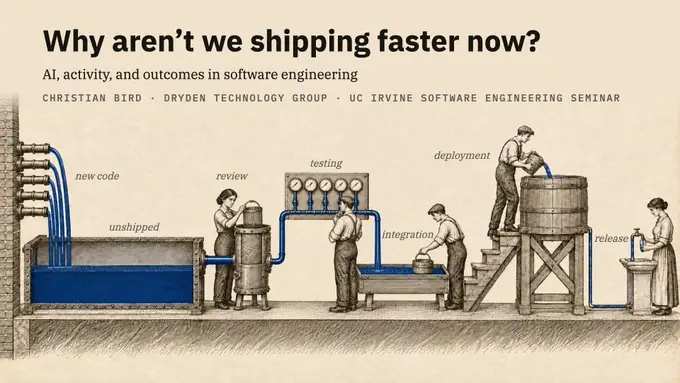 Why aren’t we shipping faster now?
AI, activity, and outcomes in software engineering
CHRISTIAN BIRD · DRYDEN TECHNOLOGY GROUP · UC IRVINE SOFTWARE ENGINEERING SEMINAR
new code
unshipped
review
testing
integration
deployment
release